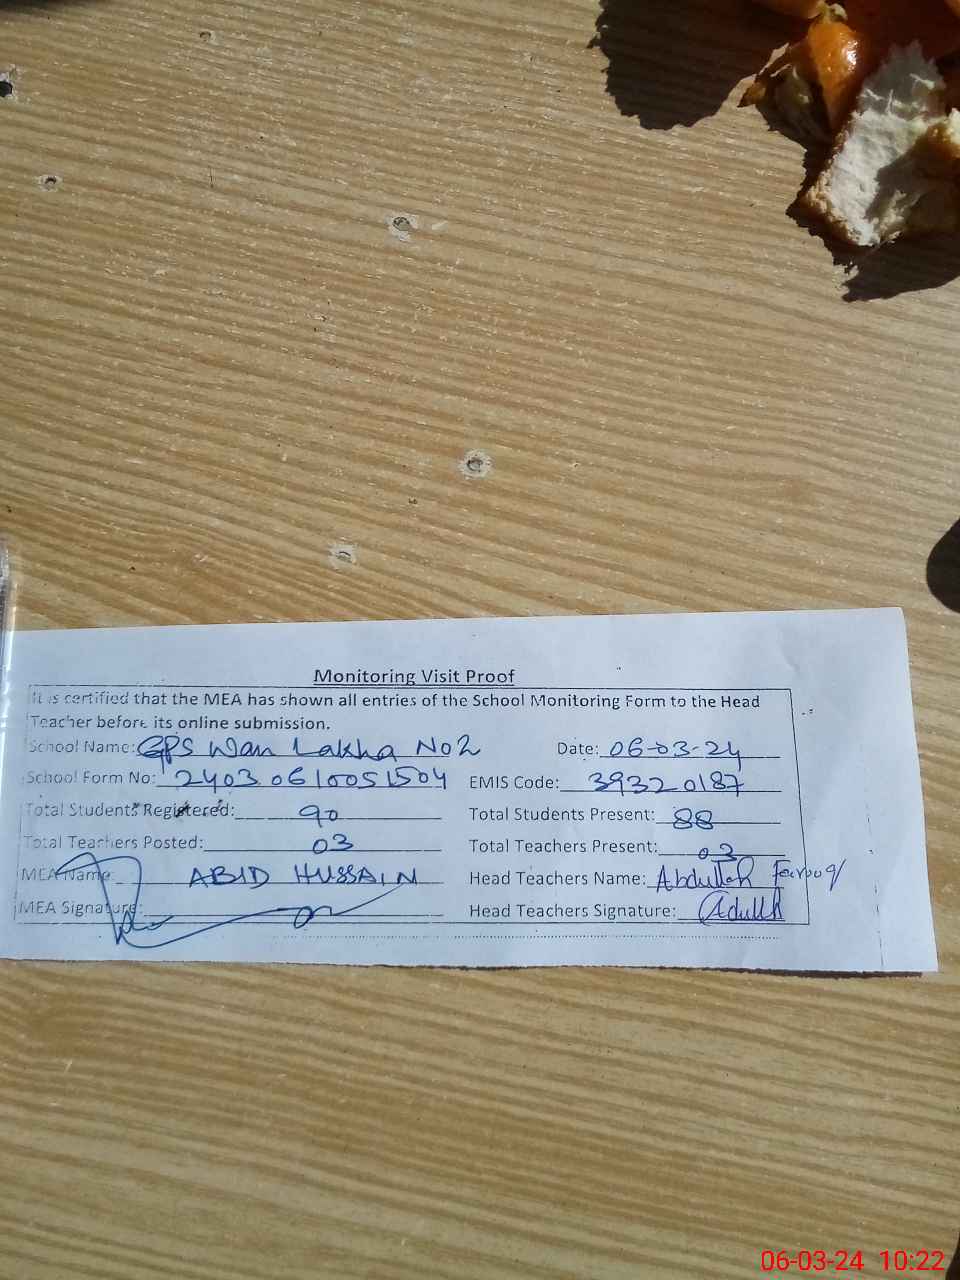 Monitoring Visit Proof
It is certified that the MEA has shown all entries of the School Monitoring Form to the Head
Teacher before its online submission.
School Name: GPS Wan Lakha No 2 Date: 06-03-24
School Form No: 2403 0610051504 EMIS Code: 39320187
Total Students Registered: 90 Total Students Present: 88
Total Teachers Posted: 03 Total Teachers Present: 03
MEA Name: ABID HUSSAIN Head Teachers Name: Abdullah Farooq
MEA Signature: Head Teachers Signature:
06-03-24 10:22